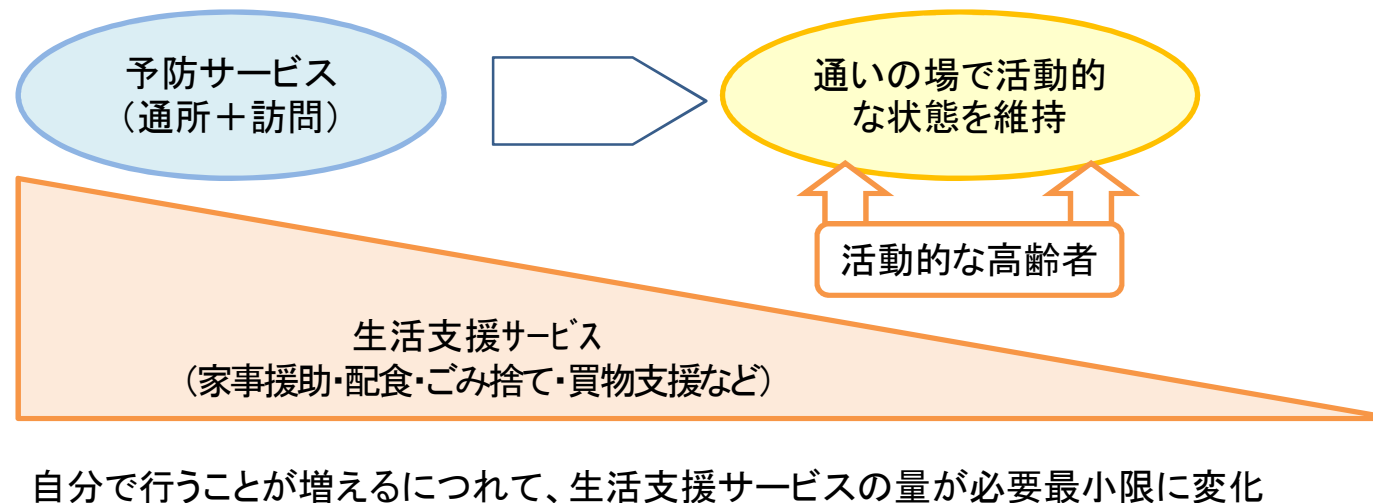 予防サービス
（通所＋訪問）
通いの場で活動的
な状態を維持
活動的な高齢者
生活支援ｻｰﾋﾞｽ
（家事援助・配食・ごみ捨て・買物支援など）
自分で行うことが増えるにつれて、生活支援サービスの量が必要最小限に変化